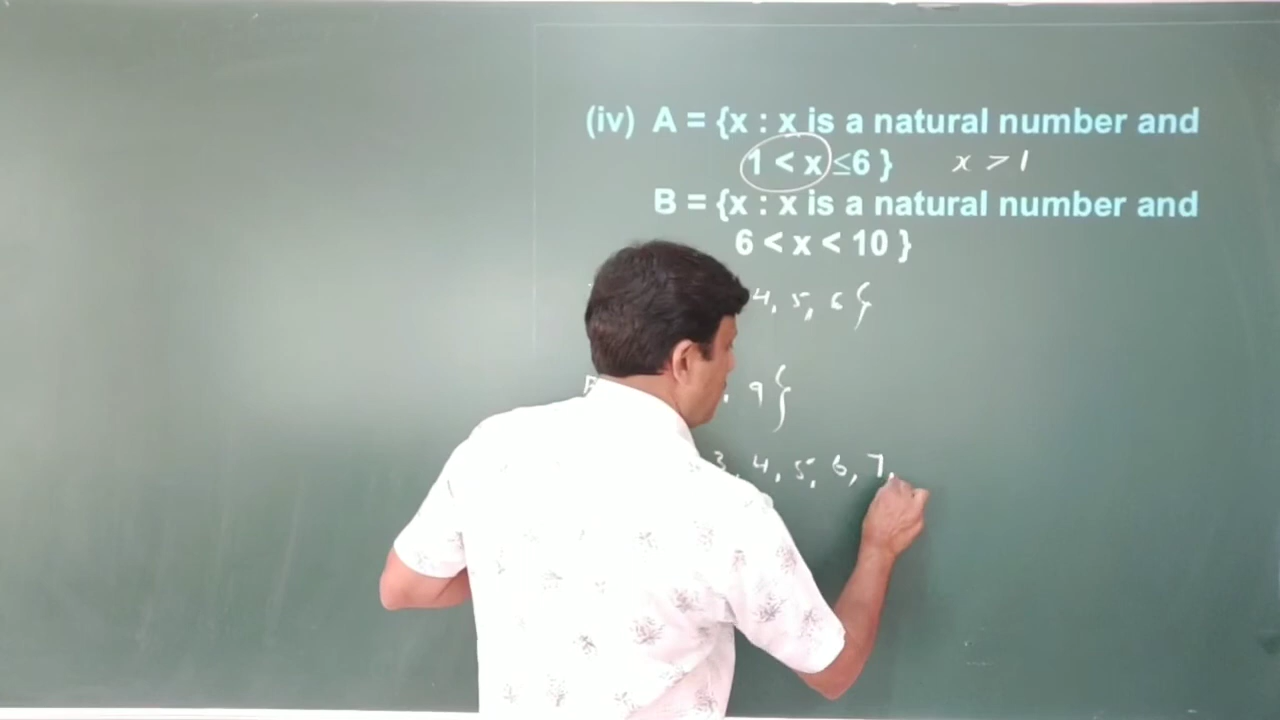 (iv) A = {x : x is a natural number and
1 < x ≤6 } x > 1
B = {x : x is a natural number and
6 < x < 10 }
4, 5, 6 }
, 9 }
3, 4, 5, 6, 7,